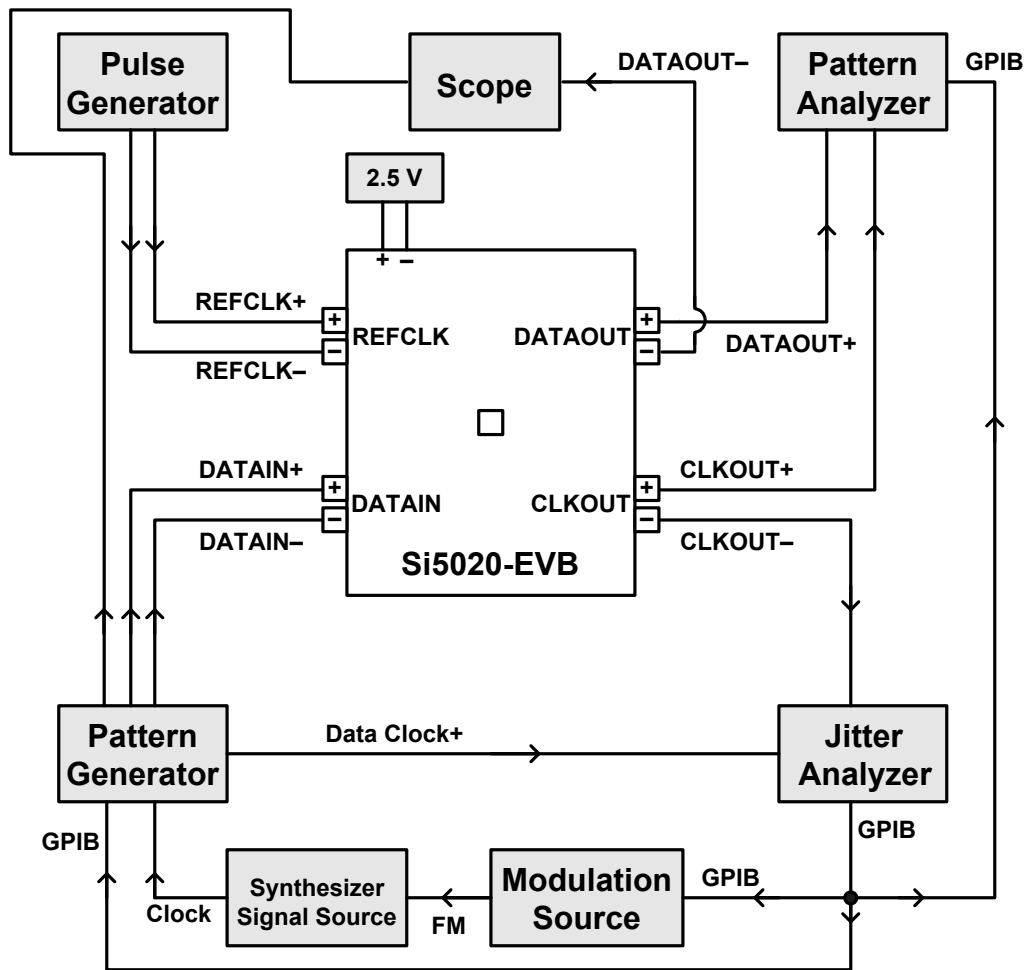 Pulse
Generator
Scope
DATAOUT–
Pattern
Analyzer
GPIB
2.5 V
+ –
REFCLK+
+
REFCLK
–
REFCLK–
DATAOUT
+
–
DATAOUT+
DATAIN+
+
DATAIN
–
DATAIN–
CLKOUT+
CLKOUT
+
–
CLKOUT–
Si5020-EVB
Pattern
Generator
Data Clock+
Jitter
Analyzer
GPIB
GPIB
Clock
Synthesizer
Signal Source
FM
Modulation
Source
GPIB